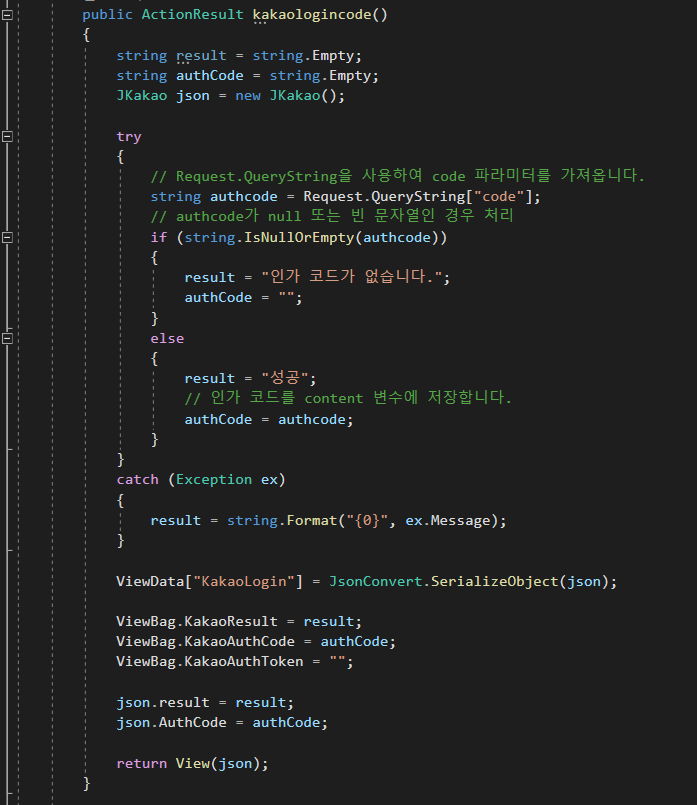 public ActionResult kakaologincode()
{
string result = string.Empty;
string authCode = string.Empty;
JKakao json = new JKakao();
try
{
// Request.QueryString을 사용하여 code 파라미터를 가져옵니다.
string authcode = Request.QueryString["code"];
// authcode가 null 또는 빈 문자열인 경우 처리
if (string.IsNullOrEmpty(authcode))
{
result = "인가 코드가 없습니다.";
authCode = "";
}
else
{
result = "성공";
// 인가 코드를 content 변수에 저장합니다.
authCode = authcode;
}
}
catch (Exception ex)
{
result = string.Format("{0}", ex.Message);
}
ViewData["KakaoLogin"] = JsonConvert.SerializeObject(json);
ViewBag.KakaoResult = result;
ViewBag.KakaoAuthCode = authCode;
ViewBag.KakaoAuthToken = "";
json.result = result;
json.AuthCode = authCode;
return View(json);
}